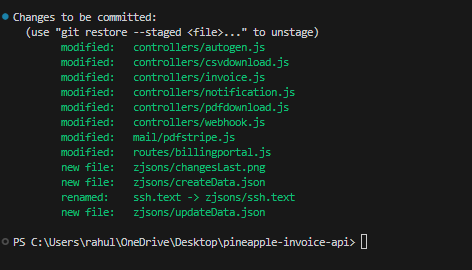 Changes to be committed:
(use "git restore --staged <file>..." to unstage)
modified: controllers/autogen.js
modified: controllers/csvdownload.js
modified: controllers/invoice.js
modified: controllers/notification.js
modified: controllers/pdfdownload.js
modified: controllers/webhook.js
modified: mail/pdfstripe.js
modified: routes/billingportal.js
new file: zjsons/changesLast.png
new file: zjsons/createData.json
renamed: ssh.text -> zjsons/ssh.text
new file: zjsons/updateData.json
PS C:\Users\rahul\OneDrive\Desktop\pineapple-invoice-api>